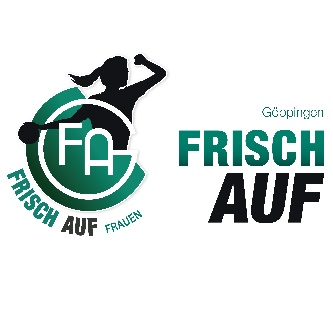 FA
FRISCH AUF FRAUEN
Göppingen
FRISCH
AUF